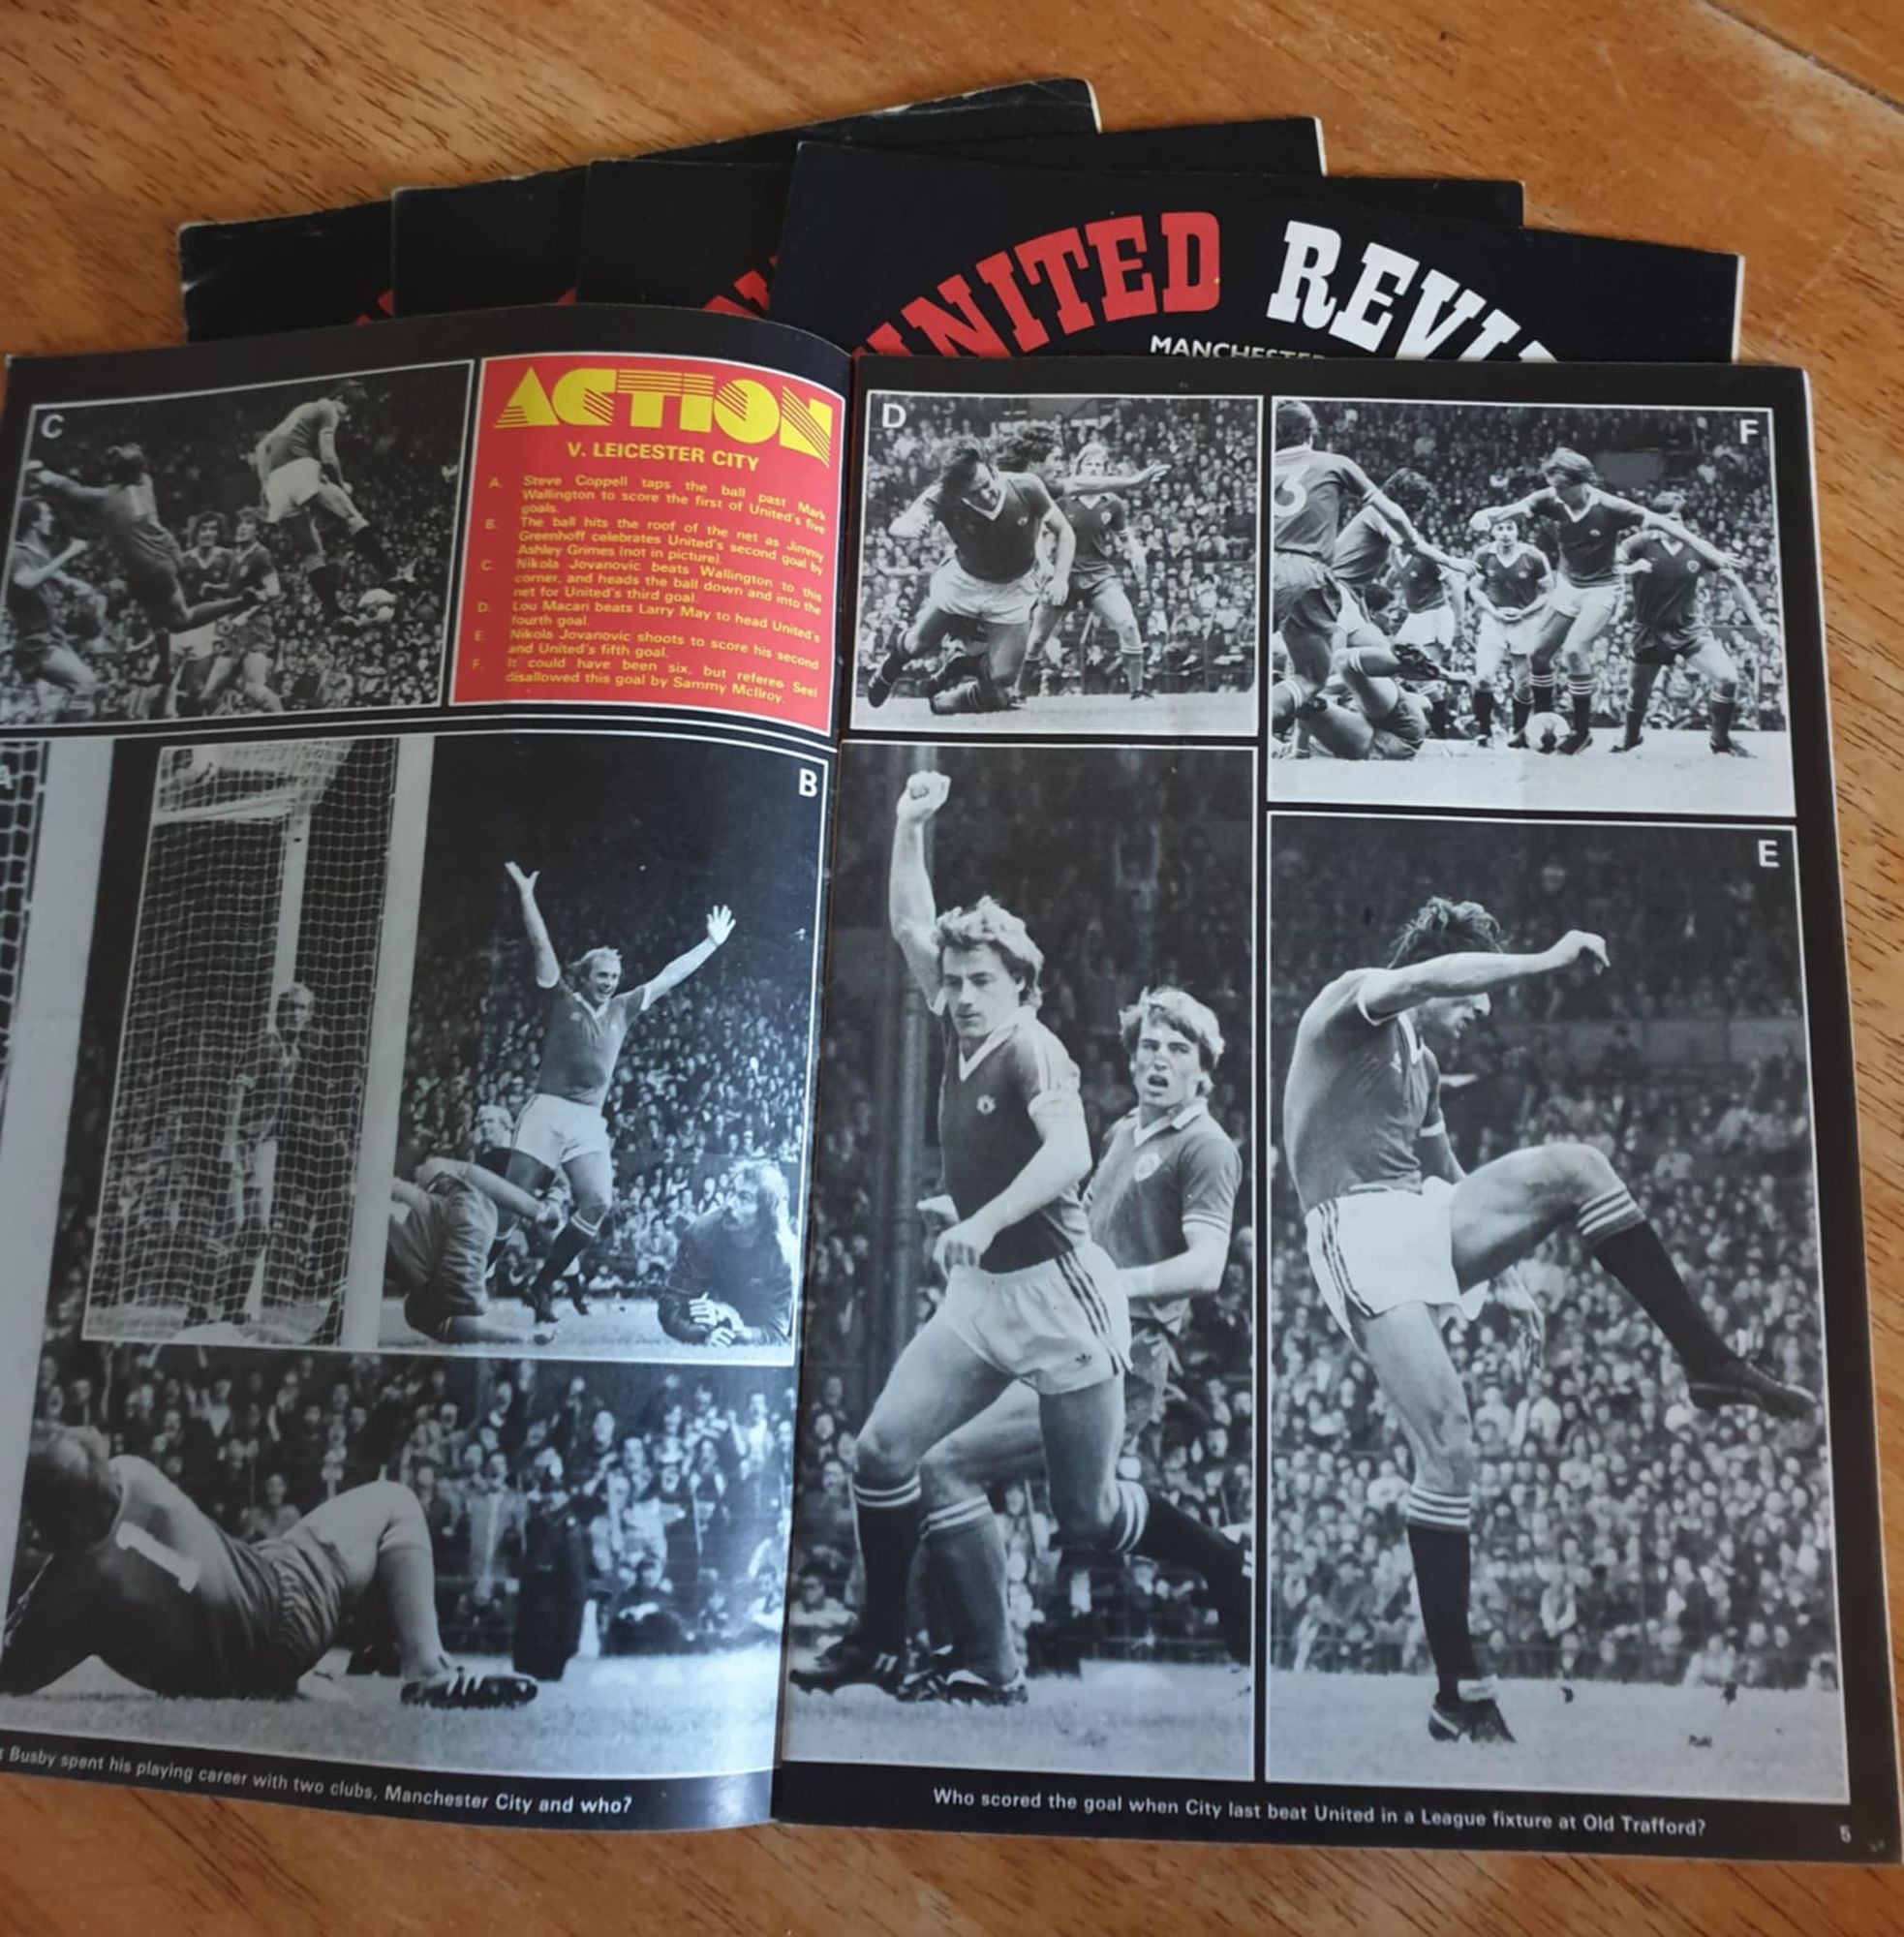 UNITED REVI
MANCHESTER
C
ACTION
V. LEICESTER CITY
A. Steve Coppell taps the ball past Mark
Wallington to score the first of United's five
goals.
B. The ball hits the roof of the net as Jimmy
Greenhoff celebrates United's second goal by
Ashley Grimes (not in picture).
C. Nikola Jovanovic beats Wallington to this
corner, and heads the ball down and into the
net for United's third goal.
D. Lou Macari beats Larry May to head United's
fourth goal.
E. Nikola Jovanovic shoots to score his second
and United's fifth goal.
F. It could have been six, but referee Seel
disallowed this goal by Sammy McIlroy.
A
B
1
Busby spent his playing career with two clubs, Manchester City and who?
D
F
6
E
Who scored the goal when City last beat United in a League fixture at Old Trafford?
5